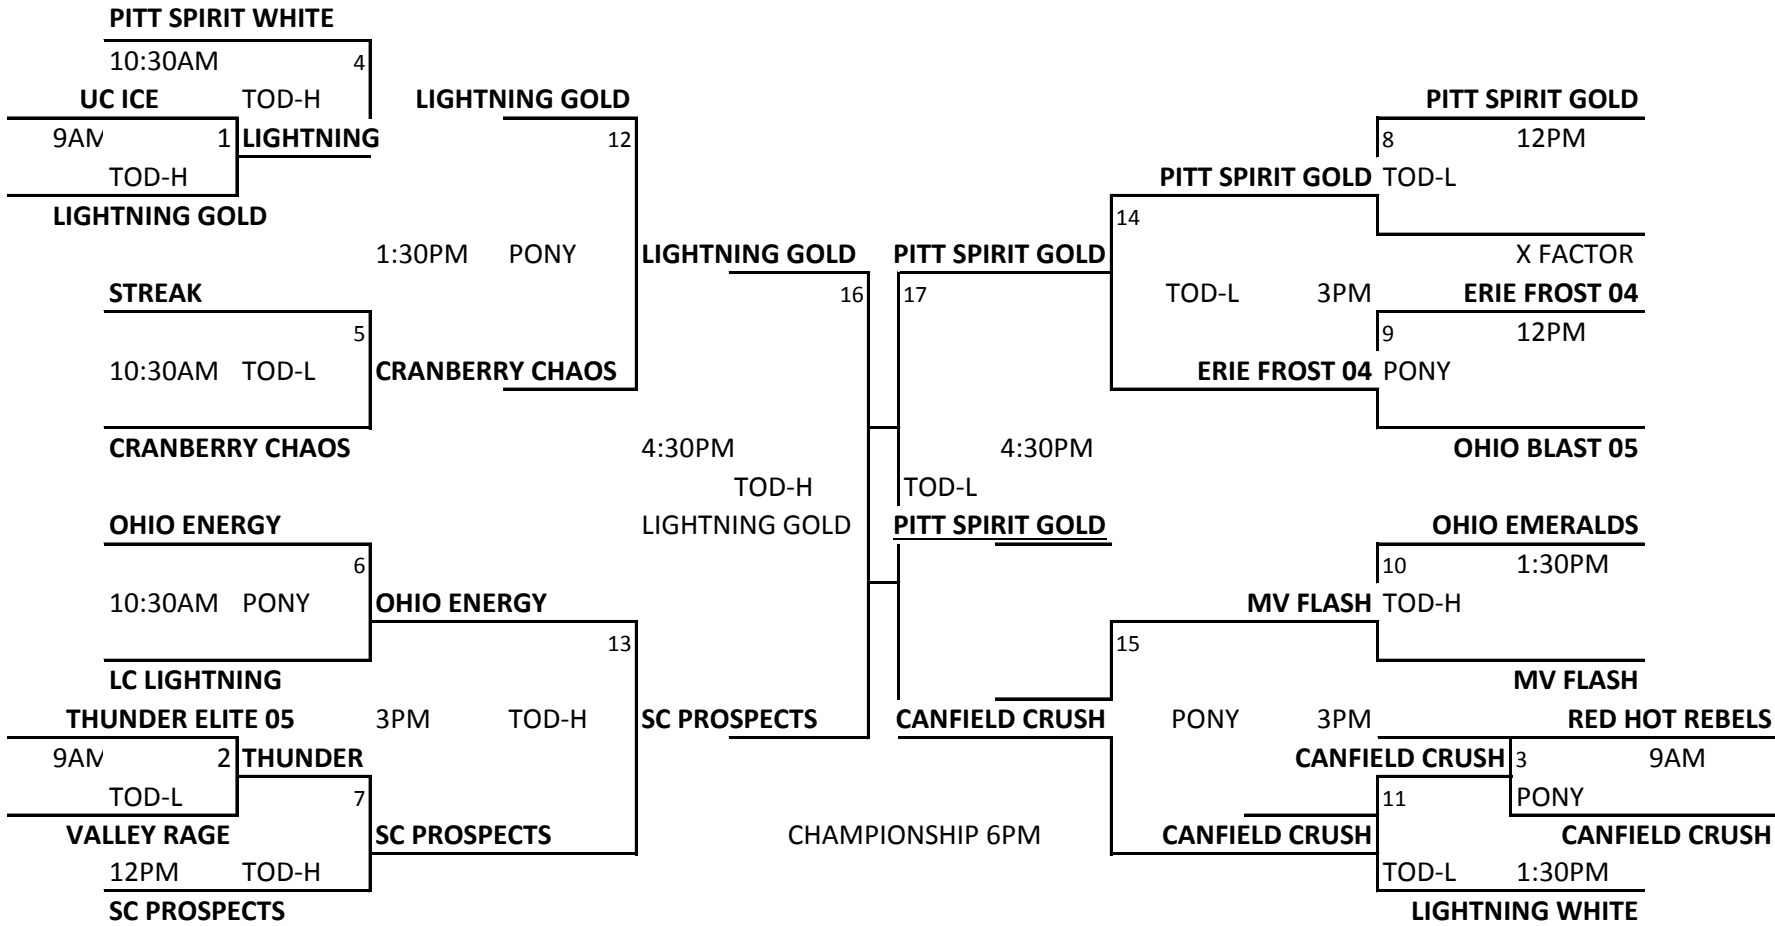 PITT SPIRIT WHITE
10:30AM 4
UC ICE TOD-H LIGHTNING GOLD PITT SPIRIT GOLD
9AM 1 LIGHTNING 12 8 12PM
TOD-H PITT SPIRIT GOLD TOD-L
LIGHTNING GOLD 14
1:30PM PONY LIGHTNING GOLD PITT SPIRIT GOLD X FACTOR
STREAK 16 17 TOD-L 3PM ERIE FROST 04
5 9 12PM
10:30AM TOD-L CRANBERRY CHAOS ERIE FROST 04 PONY
CRANBERRY CHAOS 4:30PM 4:30PM OHIO BLAST 05
TOD-H TOD-L
OHIO ENERGY LIGHTNING GOLD PITT SPIRIT GOLD OHIO EMERALDS
6 10 1:30PM
10:30AM PONY OHIO ENERGY MV FLASH TOD-H
13 15
LC LIGHTNING MV FLASH
THUNDER ELITE 05 3PM TOD-H SC PROSPECTS CANFIELD CRUSH PONY 3PM RED HOT REBELS
9AM 2 THUNDER CANFIELD CRUSH 3 9AM
TOD-L 7 11 PONY
VALLEY RAGE SC PROSPECTS CHAMPIONSHIP 6PM CANFIELD CRUSH CANFIELD CRUSH
12PM TOD-H TOD-L 1:30PM
SC PROSPECTS LIGHTNING WHITE